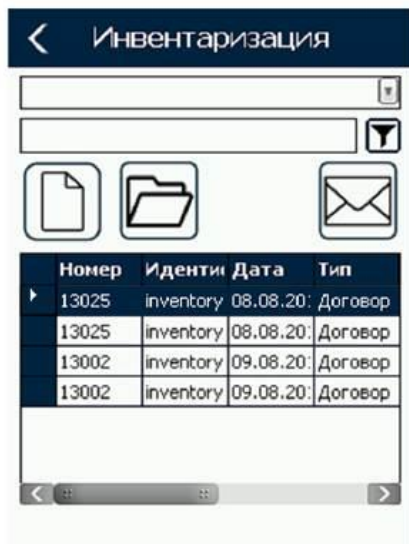 Инвентаризация
Номер Идентиι Дата Тип
13025 inventory 08.08.20 Договор
13025 inventory 08.08.20 Договор
13002 inventory 09.08.20 Договор
13002 inventory 09.08.20 Договор